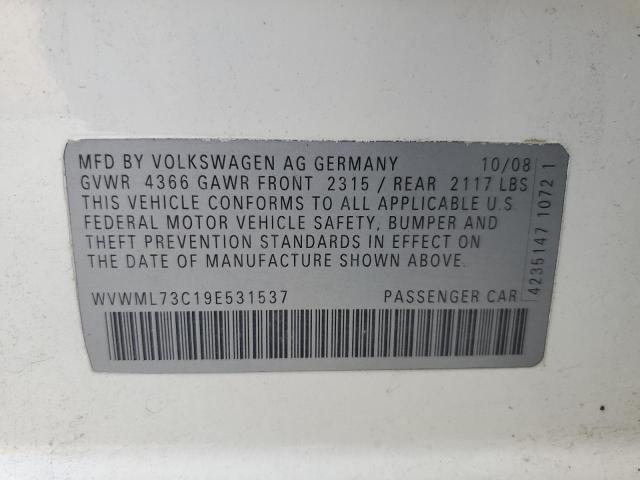 MFD BY VOLKSWAGEN AG GERMANY 10/08
GVWR 4366 GAWR FRONT 2315 / REAR 2117 LBS
THIS VEHICLE CONFORMS TO ALL APPLICABLE U.S.
FEDERAL MOTOR VEHICLE SAFETY, BUMPER AND
THEFT PREVENTION STANDARDS IN EFFECT ON
THE DATE OF MANUFACTURE SHOWN ABOVE.
WVWML73C19E531537 PASSENGER CAR
4235147 1072 1